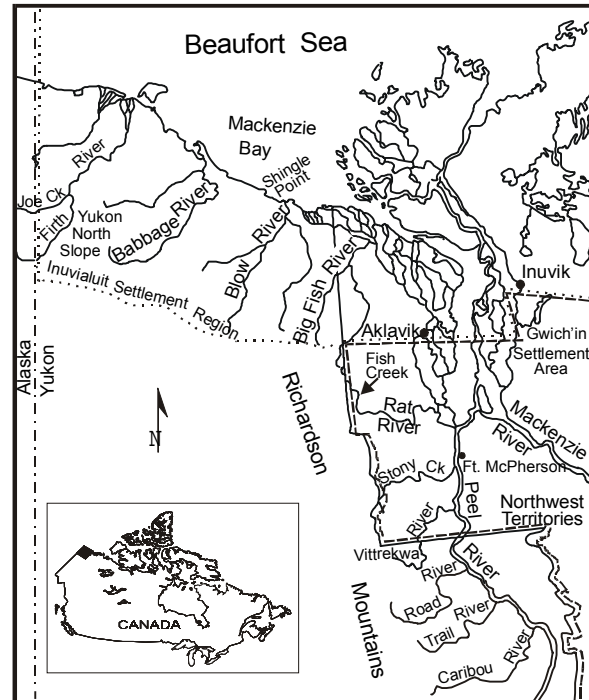 Beaufort Sea
Mackenzie
Bay
Shingle
Point
Joe Ck
Firth River
Yukon
North
Slope
Babbage River
Blow River
Big Fish River
Inuvialuit Settlement Region
Inuvik
Aklavik
Gwich'in
Settlement
Area
Alaska
Yukon
Fish
Creek
Rat
River
Richardson
Mackenzie
River
N
Stony Ck
Ft. McPherson
Peel River
Northwest
Territories
Vittrekwa River
Road River
Trail River
Mountains
Caribou River
CANADA